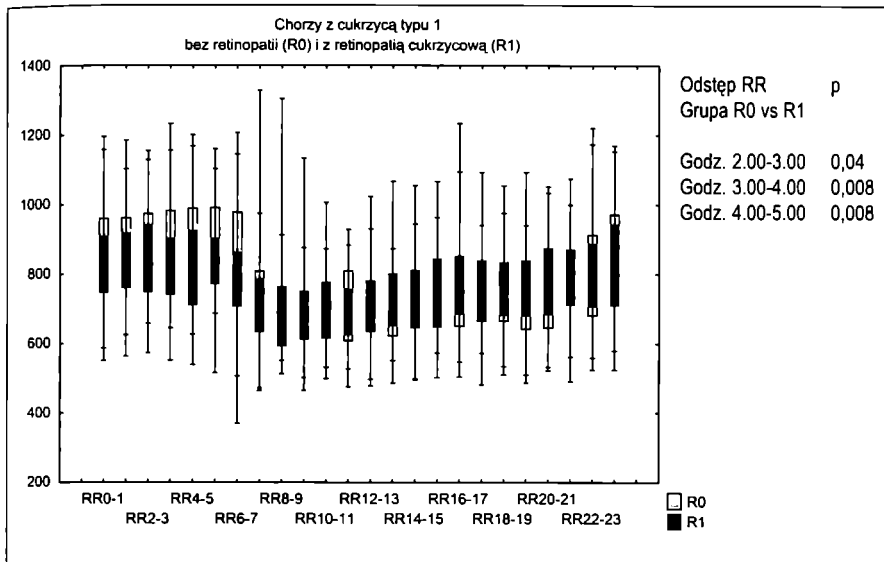 Chorzy z cukrzycą typu 1
bez retinopatii (R0) i z retinopatią cukrzycową (R1)
1400
1200
1000
800
600
400
200
RR0-1 RR4-5 RR8-9 RR12-13 RR16-17 RR20-21
RR2-3 RR6-7 RR10-11 RR14-15 RR18-19 RR22-23
R0
R1
Odstęp RR p
Grupa R0 vs R1
Godz. 2.00-3.00 0,04
Godz. 3.00-4.00 0,008
Godz. 4.00-5.00 0,008